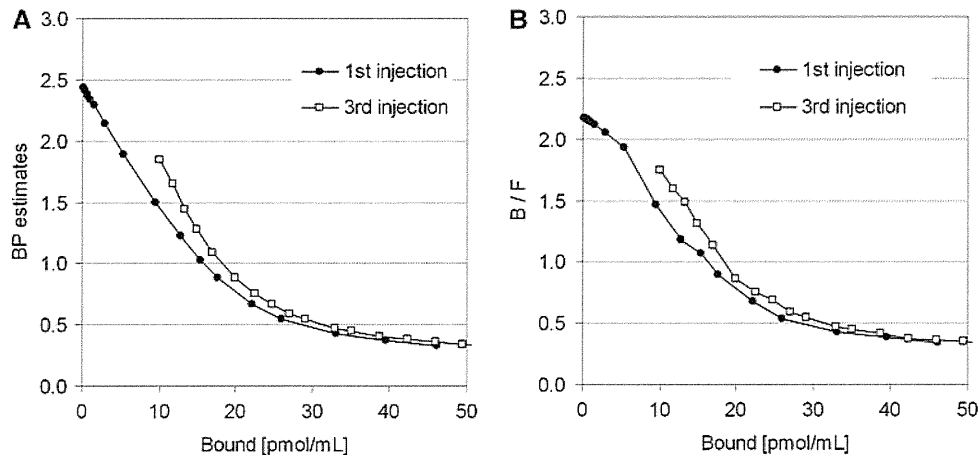 A
3.0
2.5
2.0
1.5
1.0
0.5
0.0
BP estimates
1st injection
3rd injection
0 10 20 30 40 50
Bound [pmol/mL]
B
3.0
2.5
2.0
1.5
1.0
0.5
0.0
B / F
1st injection
3rd injection
0 10 20 30 40 50
Bound [pmol/mL]